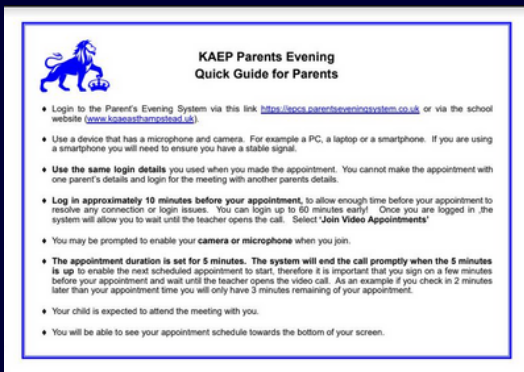 KAEP Parents Evening
Quick Guide for Parents
♦ Login to the Parent's Evening System via this link https://epcs.parentseveningsystem.co.uk or via the school
website (www.kgaeasthampstead.uk).
♦ Use a device that has a microphone and camera. For example a PC, a laptop or a smartphone. If you are using
a smartphone you will need to ensure you have a stable signal.
♦ Use the same login details you used when you made the appointment. You cannot make the appointment with
one parent's details and login for the meeting with another parents details.
♦ Log in approximately 10 minutes before your appointment, to allow enough time before your appointment to
resolve any connection or login issues. You can login up to 60 minutes early! Once you are logged in ,the
system will allow you to wait until the teacher opens the call. Select 'Join Video Appointments'
♦ You may be prompted to enable your camera or microphone when you join.
♦ The appointment duration is set for 5 minutes. The system will end the call promptly when the 5 minutes
is up to enable the next scheduled appointment to start, therefore it is important that you sign on a few minutes
before your appointment and wait until the teacher opens the video call. As an example if you check in 2 minutes
later than your appointment time you will only have 3 minutes remaining of your appointment.
♦ Your child is expected to attend the meeting with you.
♦ You will be able to see your appointment schedule towards the bottom of your screen.